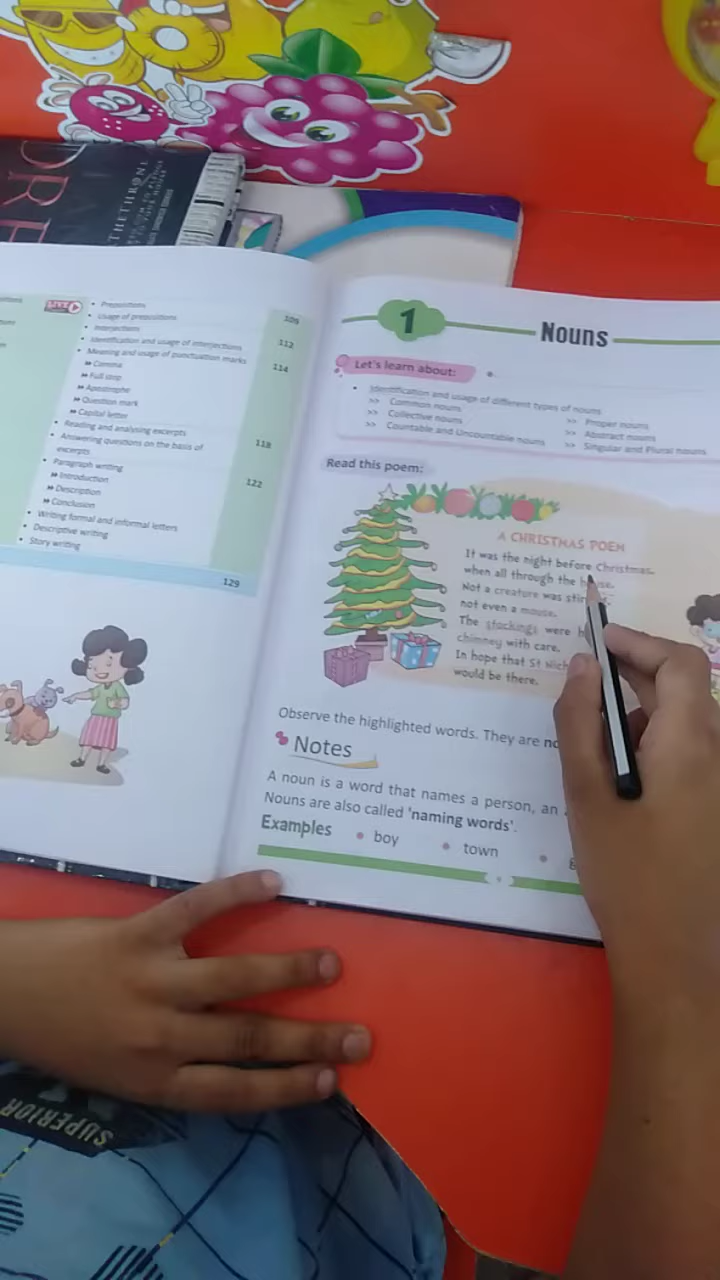 THETHRONE
LIVE
Prepositions
Usage of prepositions
109
Interjections
Identification and usage of interjections
112
Meaning and usage of punctuation marks
114
Comma
Full stop
Apostrophe
Question mark
Capital letter
Reading and analysing excerpts
118
Answering questions on the basis of
excerpts
Paragraph writing
122
Introduction
Description
Conclusion
Writing formal and informal letters
Descriptive writing
Story writing
129
1
Nouns
Let's learn about:
Identification and usage of different types of nouns
>> Common nouns >> Proper nouns
>> Collective nouns >> Abstract nouns
>> Countable and Uncountable nouns >> Singular and Plural nouns
Read this poem:
A CHRISTMAS POEM
It was the night before Christmas,
when all through the house.
Not a creature was
not even a mouse.
The stockings were
chimney with care.
In hope that St
would be there.
Observe the highlighted words. They are
Notes
A noun is a word that names a person, an
Nouns are also called 'naming words'.
Examples • boy • town •
SUPERIOR